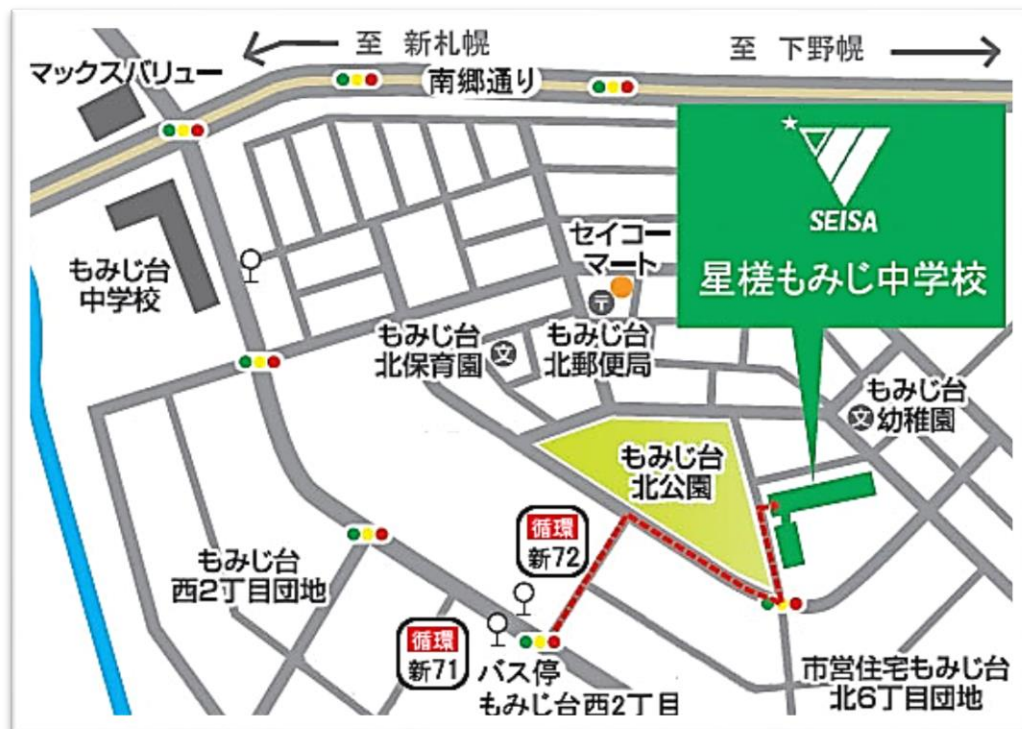 至 新札幌
至 下野幌
マックスバリュー
南郷通り
SEISA
星槎もみじ中学校
セイコー
マート
もみじ台
中学校
〒
もみじ台
北保育園
文
もみじ台
北郵便局
もみじ台
文
幼稚園
もみじ台
北公園
循環
新72
もみじ台
西2丁目団地
循環
新71
バス停
もみじ台西2丁目
市営住宅もみじ台
北6丁目団地